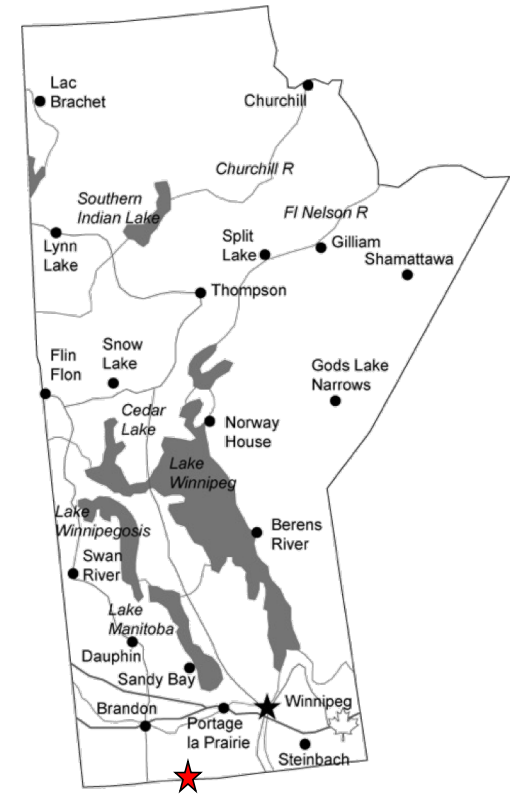 Lac
Brachet
Churchill
Churchill R
Southern
Indian Lake
Fl Nelson R
Split
Lake
Gilliam
Lynn
Lake
Shamattawa
Thompson
Snow
Lake
Flin
Flon
Gods Lake
Narrows
Cedar
Lake
Norway
House
Lake
Winnipeg
Lake
Winnipegosis
Berens
River
Swan
River
Lake
Manitoba
Dauphin
Sandy Bay
Brandon
Winnipeg
Portage
la Prairie
Steinbach